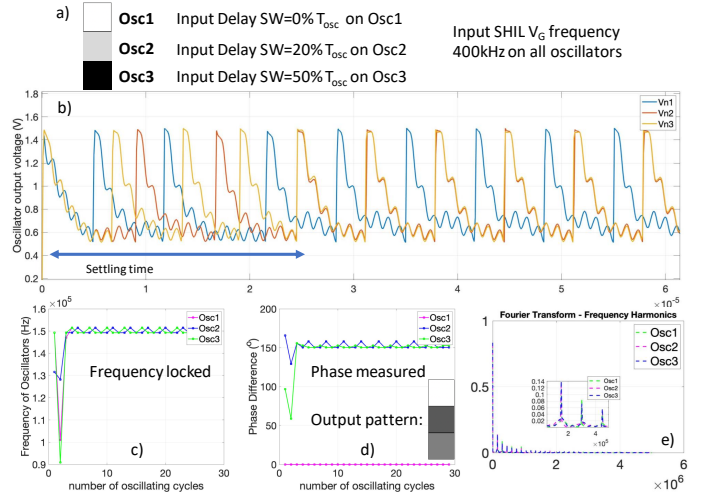 a)
Osc1 Input Delay SW=0% Tosc on Osc1
Osc2 Input Delay SW=20% Tosc on Osc2
Osc3 Input Delay SW=50% Tosc on Osc3
Input SHIL VG frequency
400kHz on all oscillators
b)
Oscillator output voltage (V)
1.8
1.6
1.4
1.2
1
0.8
0.6
0.4
0.2
Vn1
Vn2
Vn3
Settling time
0 1 2 3 4 5 6
×10-5
×10^5
Frequency of Oscillators (Hz)
1.7
1.6
1.5
1.4
1.3
1.2
1.1
1
0.9
Osc1
Osc2
Osc3
Frequency locked
c)
0 10 20 30
number of oscillating cycles
Phase Difference (º)
200
150
100
50
0
Osc1
Osc2
Osc3
Phase measured
Output pattern:
d)
0 10 20 30
number of oscillating cycles
Fourier Transform - Frequency Harmonics
1
0.5
0
Osc1
Osc2
Osc3
0.14
0.12
0.1
0.08
0.06
0.04
0.02
Osc1
Osc2
Osc3
2 4
×10^5
e)
0 2 4 6
×10^6